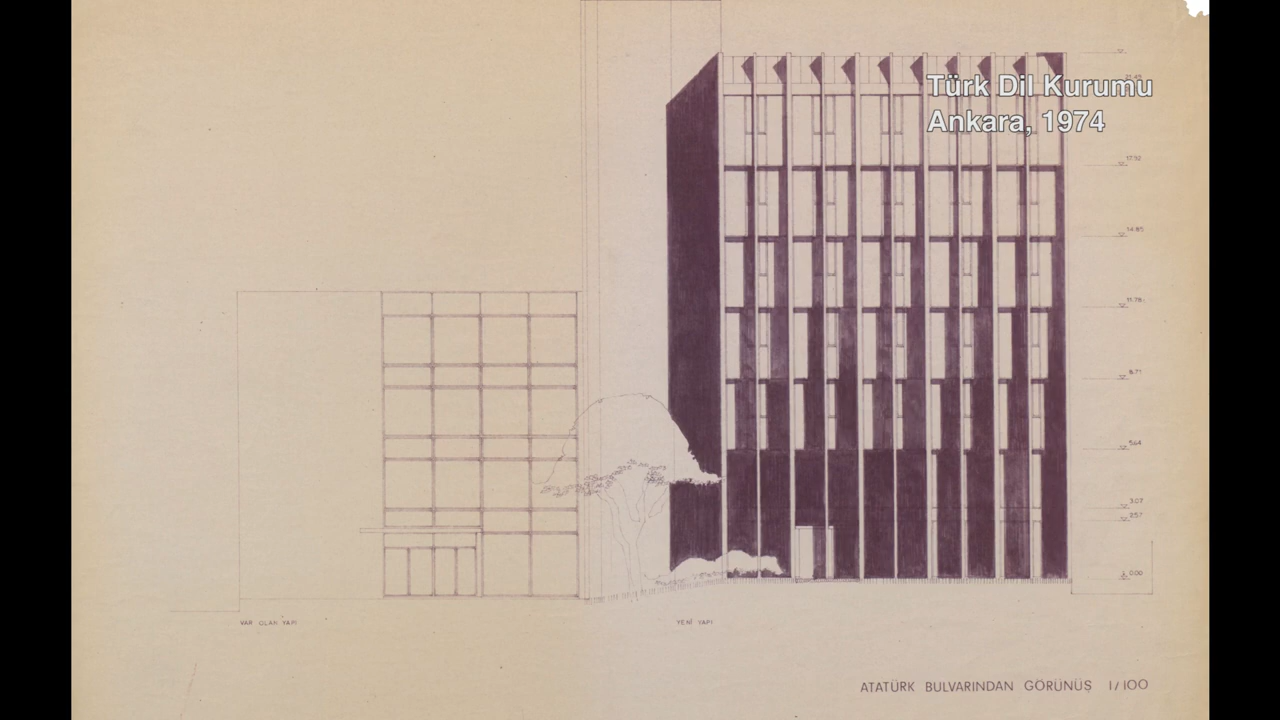 Türk Dil Kurumu
Ankara, 1974
17.92
14.85
11.78
8.71
5.64
3.07
2.57
0.00
VAR OLAN YAPI
YENİ YAPI
ATATÜRK BULVARINDAN GÖRÜNÜŞ 1/100